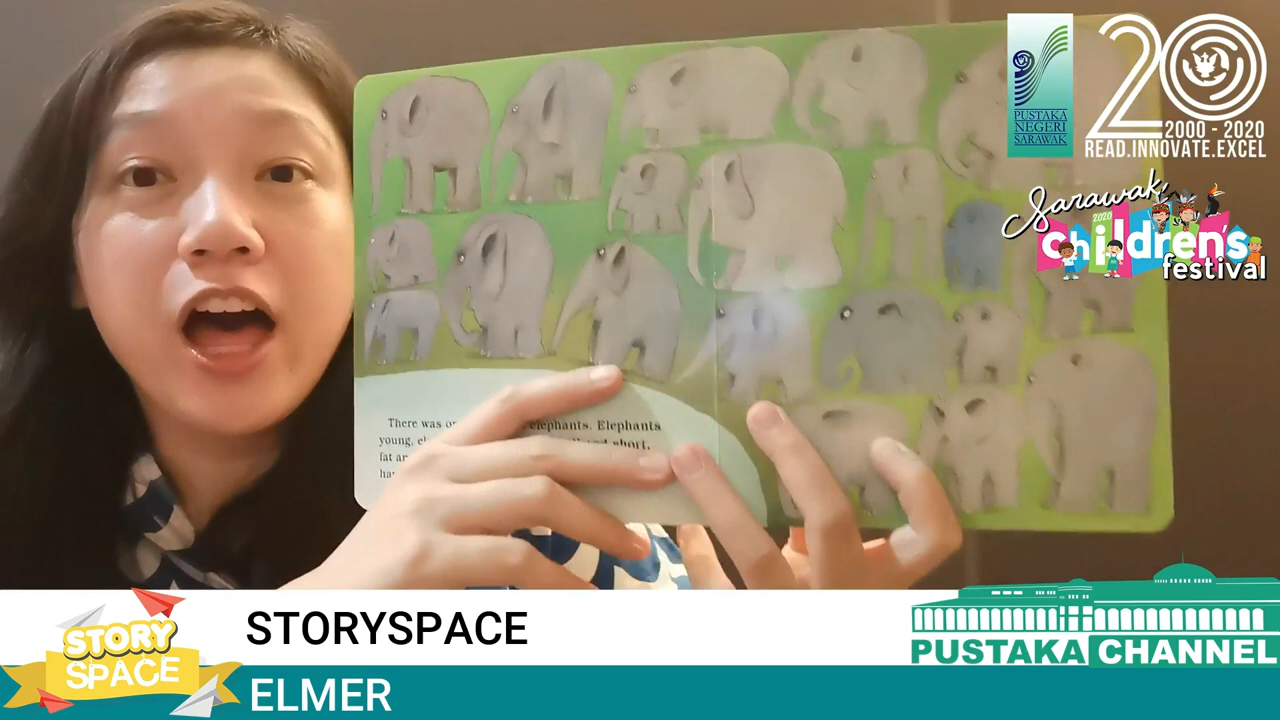 PUSTAKA
NEGERI
SARAWAK
20
2000 - 2020
READ.INNOVATE.EXCEL
Sarawak
2020
children's
festival
There was elephants. Elephants
young, short,
fat
STORY
SPACE
STORYSPACE
ELMER
PUSTAKA CHANNEL